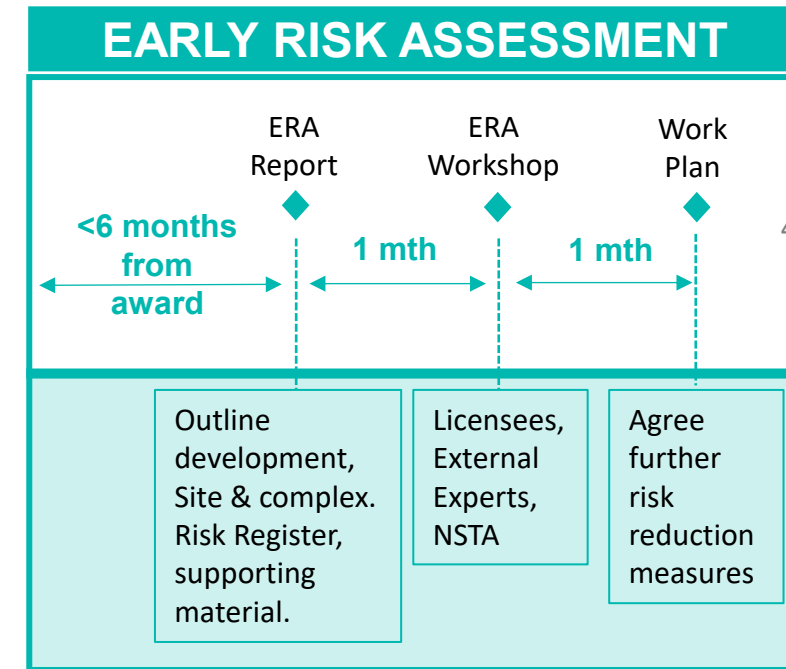 EARLY RISK ASSESSMENT
ERA
Report
ERA
Workshop
Work
Plan
<6 months
from
award
1 mth
1 mth
Outline
development,
Site & complex.
Risk Register,
supporting
material.
Licensees,
External
Experts,
NSTA
Agree
further
risk
reduction
measures